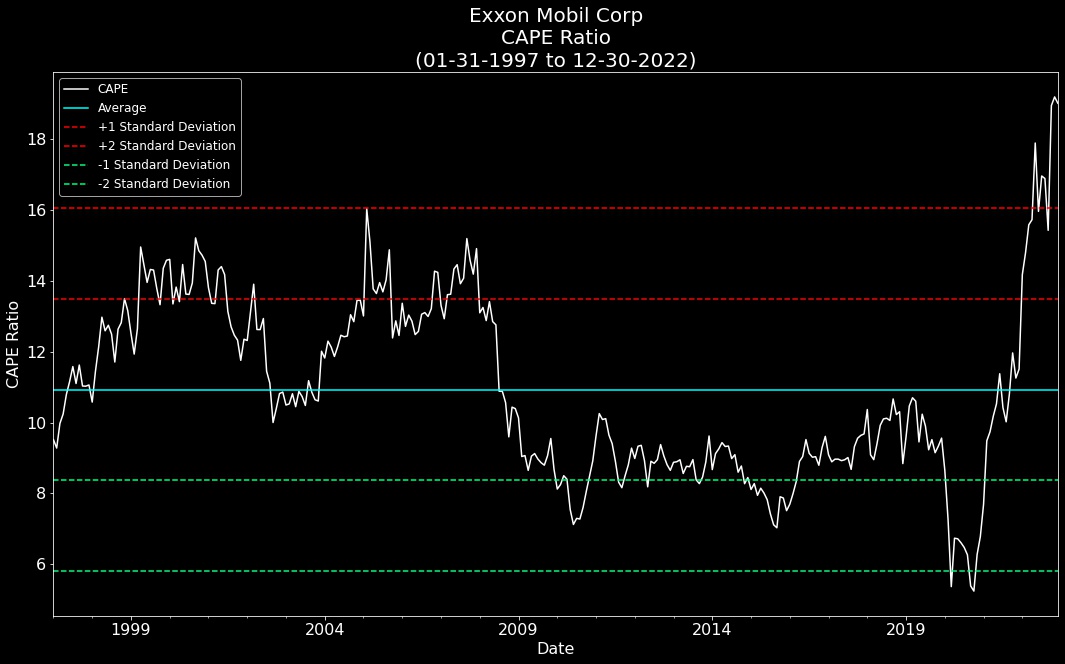 Exxon Mobil Corp
CAPE Ratio
(01-31-1997 to 12-30-2022)
CAPE
Average
+1 Standard Deviation
+2 Standard Deviation
-1 Standard Deviation
-2 Standard Deviation
18
16
14
12
10
8
6
CAPE Ratio
1999
2004
2009
2014
2019
Date